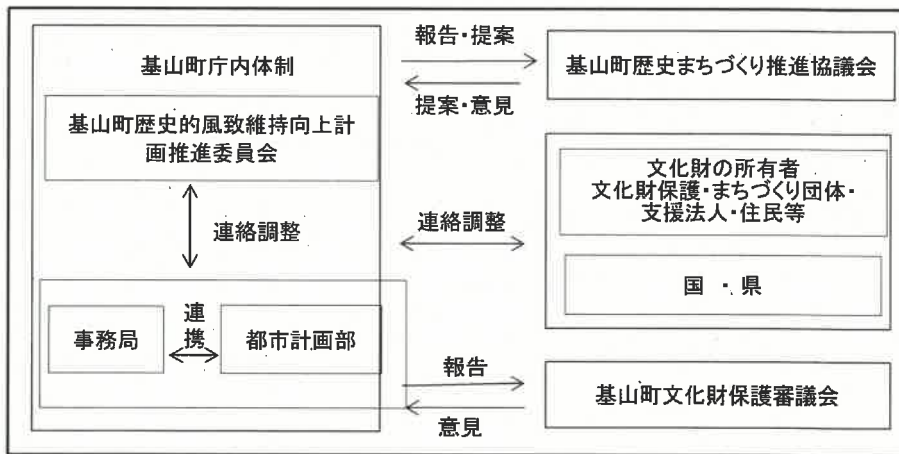 基山町庁内体制
基山町歴史的風致維持向上計
画推進委員会
連絡調整
連
携
事務局
都市計画部
報告・提案
提案・意見
基山町歴史まちづくり推進協議会
連絡調整
文化財の所有者
文化財保護・まちづくり団体・
支援法人・住民等
国・県
報告
意見
基山町文化財保護審議会